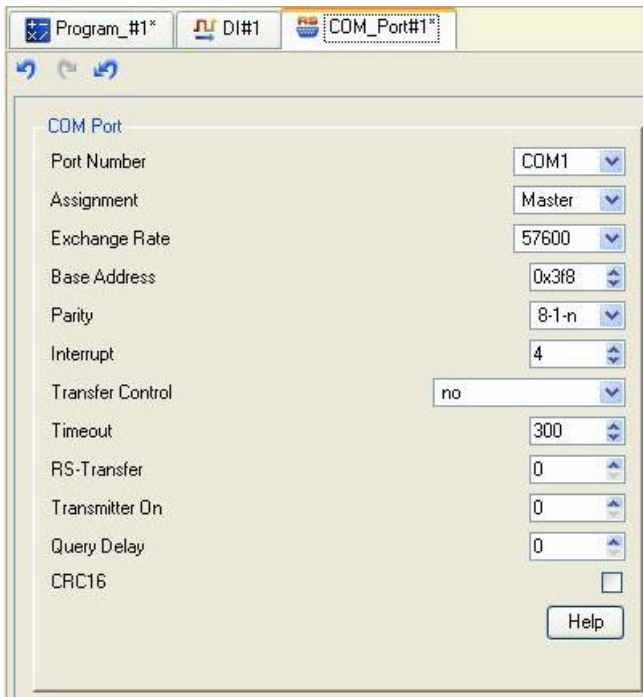 Program_#1* DI#1 COM_Port#1*
COM Port
Port Number COM1
Assignment Master
Exchange Rate 57600
Base Address 0x3f8
Parity 8-1-n
Interrupt 4
Transfer Control no
Timeout 300
RS-Transfer 0
Transmitter On 0
Query Delay 0
CRC16
Help